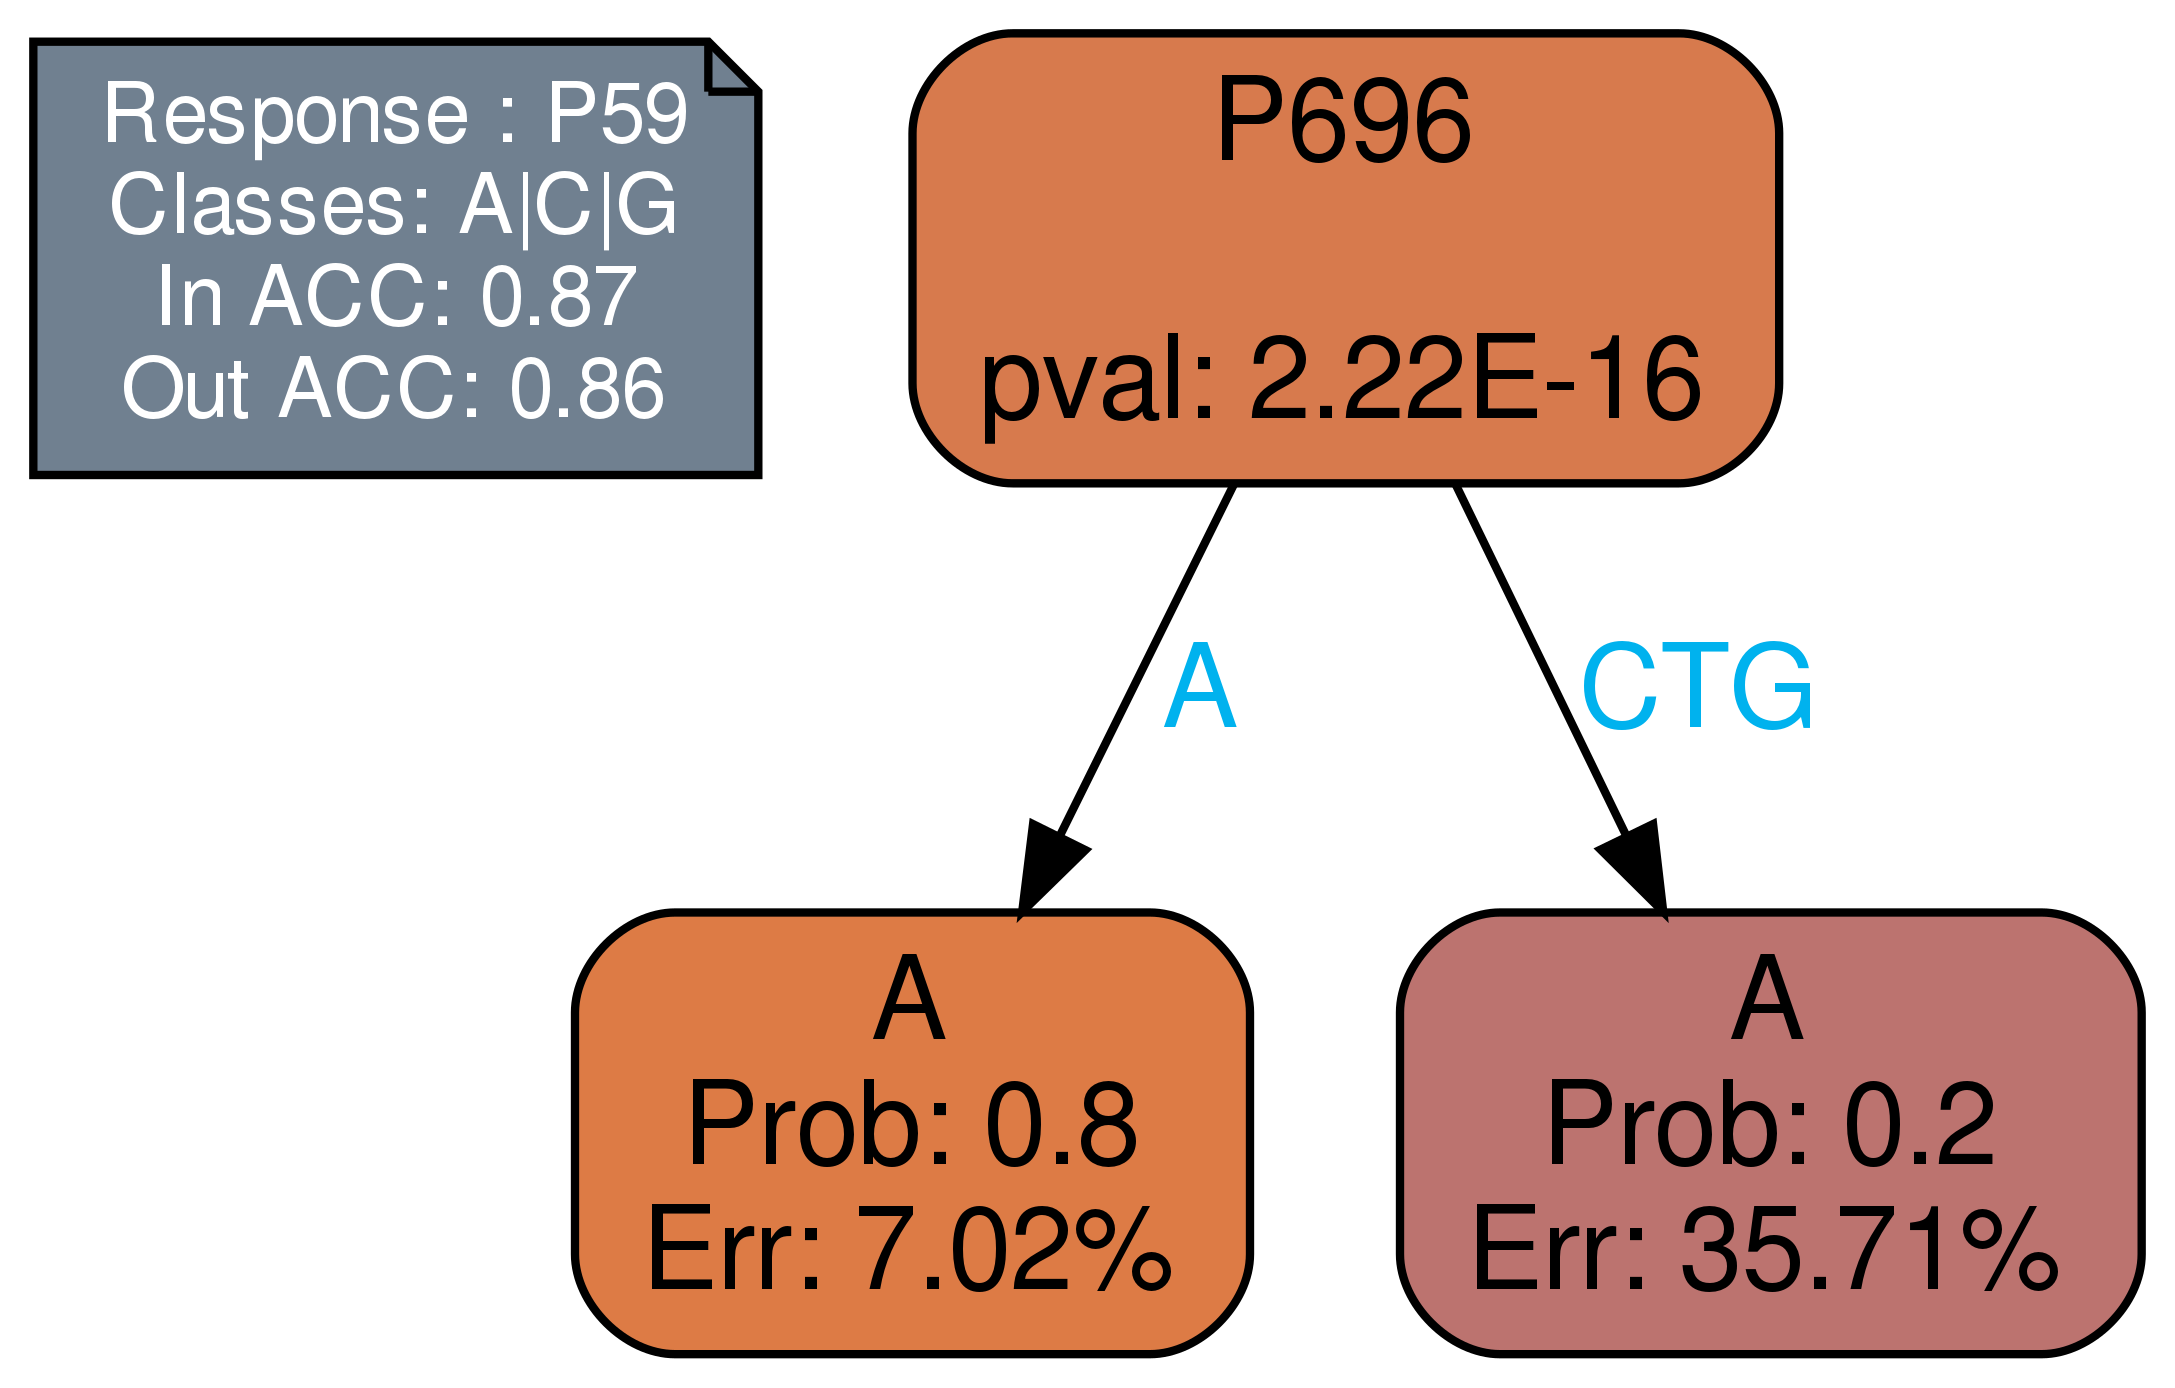 Response : P59
Classes: A|C|G
In ACC: 0.87
Out ACC: 0.86
P696
pval: 2.22E-16
A
CTG
A
Prob: 0.8
Err: 7.02%
A
Prob: 0.2
Err: 35.71%